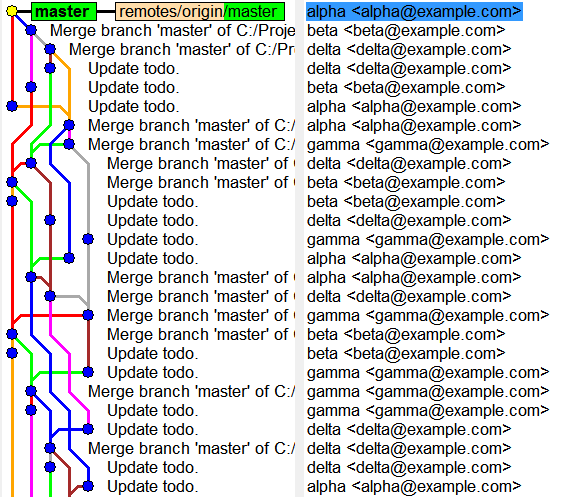 master remotes/origin/master alpha <alpha@example.com>
Merge branch 'master' of C:/Proje beta <beta@example.com>
Merge branch 'master' of C:/Pr delta <delta@example.com>
Update todo. delta <delta@example.com>
Update todo. beta <beta@example.com>
Update todo. alpha <alpha@example.com>
Merge branch 'master' of C:/ alpha <alpha@example.com>
Merge branch 'master' of C:/ gamma <gamma@example.com>
Merge branch 'master' of delta <delta@example.com>
Merge branch 'master' of beta <beta@example.com>
Update todo. beta <beta@example.com>
Update todo. delta <delta@example.com>
Update todo. gamma <gamma@example.com>
Update todo. alpha <alpha@example.com>
Merge branch 'master' of alpha <alpha@example.com>
Merge branch 'master' of delta <delta@example.com>
Merge branch 'master' of gamma <gamma@example.com>
Merge branch 'master' of beta <beta@example.com>
Update todo. beta <beta@example.com>
Update todo. gamma <gamma@example.com>
Merge branch 'master' of C:/ gamma <gamma@example.com>
Update todo. gamma <gamma@example.com>
Update todo. delta <delta@example.com>
Merge branch 'master' of C:/ delta <delta@example.com>
Update todo. delta <delta@example.com>
Update todo. alpha <alpha@example.com>